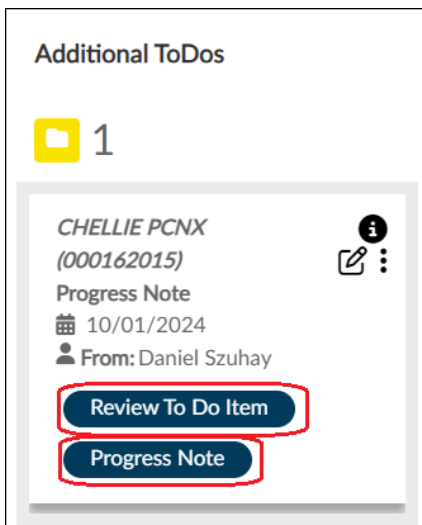 Additional ToDos
1
CHELLIE PCNX
(000162015)
Progress Note
10/01/2024
From: Daniel Szuhay
Review To Do Item
Progress Note